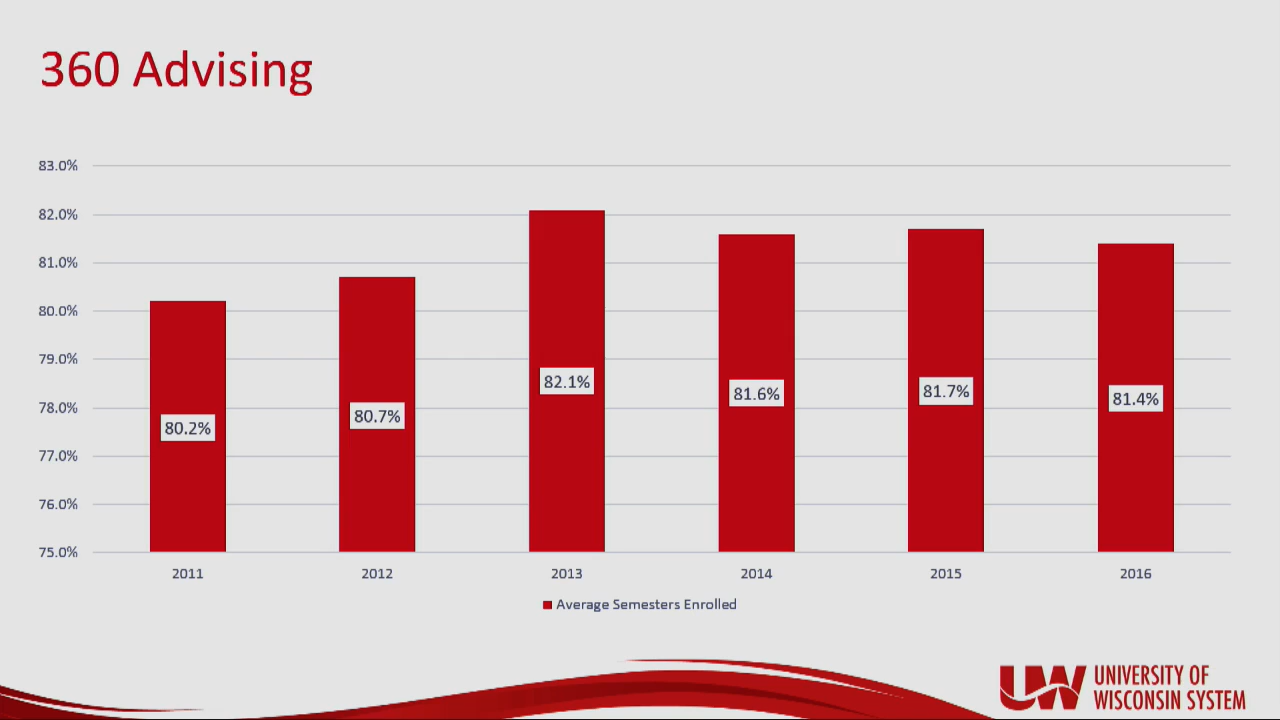 360 Advising
83.0%
82.0%
81.0%
80.0%
79.0%
78.0%
77.0%
76.0%
75.0%
80.2%
80.7%
82.1%
81.6%
81.7%
81.4%
2011 2012 2013 2014 2015 2016
Average Semesters Enrolled
UW
UNIVERSITY OF
WISCONSIN SYSTEM